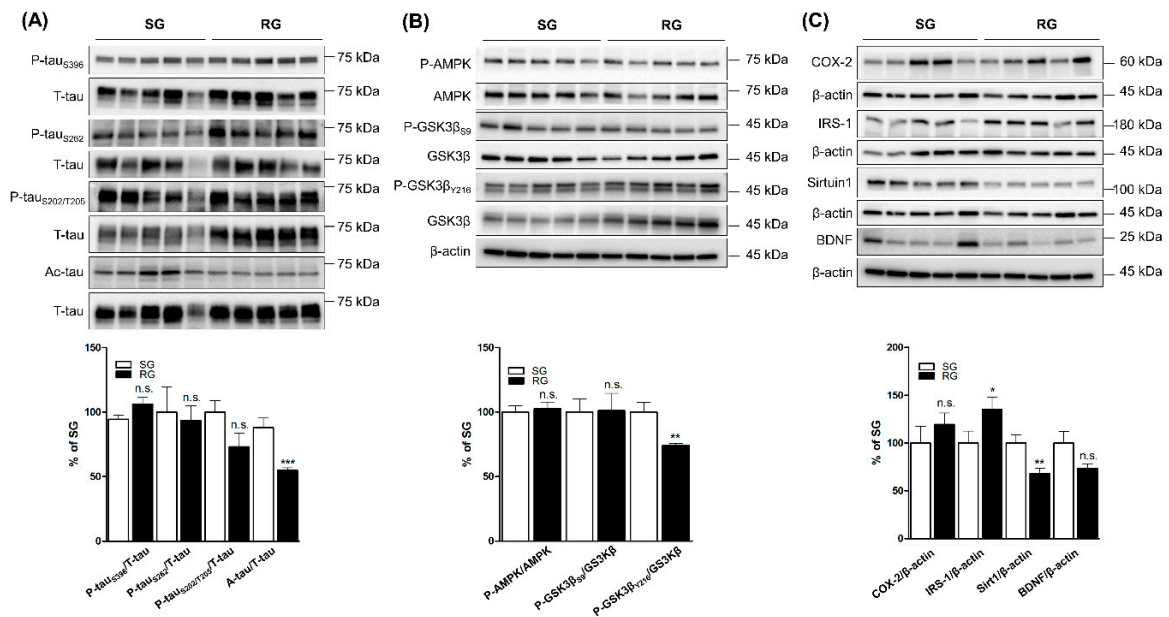 (A)
SG RG
P-tauS396 75 kDa
T-tau 75 kDa
P-tauS262 75 kDa
T-tau 75 kDa
P-tauS202/T205 75 kDa
T-tau 75 kDa
Ac-tau 75 kDa
T-tau 75 kDa
150
100
50
0
% of SG
SG
RG
n.s.
n.s.
n.s.
***
P-tauS396/T-tau
P-tauS262/T-tau
P-tauS202/T205/T-tau
A-tau/T-tau
(B)
SG RG
P-AMPK 75 kDa
AMPK 75 kDa
P-GSK3βS9 45 kDa
GSK3β 45 kDa
P-GSK3βY216 45 kDa
GSK3β 45 kDa
β-actin 45 kDa
150
100
50
0
% of SG
SG
RG
n.s.
n.s.
**
P-AMPK/AMPK
P-GSK3βS9/GS3Kβ
P-GSK3βY216/GS3Kβ
(C)
SG RG
COX-2 60 kDa
β-actin 45 kDa
IRS-1 180 kDa
β-actin 45 kDa
Sirtuin1 100 kDa
β-actin 45 kDa
BDNF 25 kDa
β-actin 45 kDa
200
150
100
50
0
% of SG
SG
RG
n.s.
*
**
n.s.
COX-2/β-actin
IRS-1/β-actin
Sirt1/β-actin
BDNF/β-actin